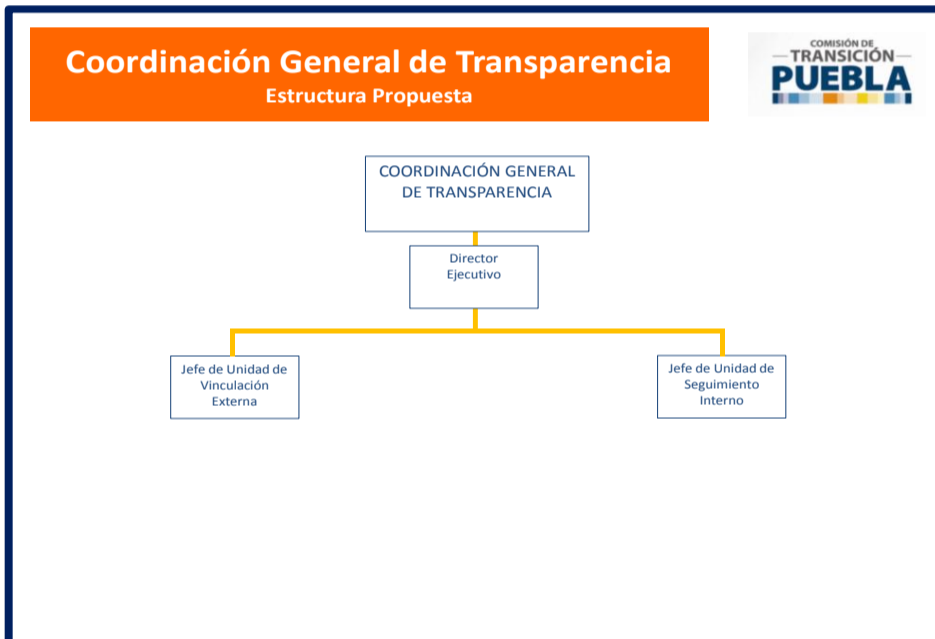 Coordinación General de Transparencia
Estructura Propuesta
COMISIÓN DE
TRANSICIÓN
PUEBLA
COORDINACIÓN GENERAL
DE TRANSPARENCIA
Director
Ejecutivo
Jefe de Unidad de
Vinculación
Externa
Jefe de Unidad de
Seguimiento
Interno